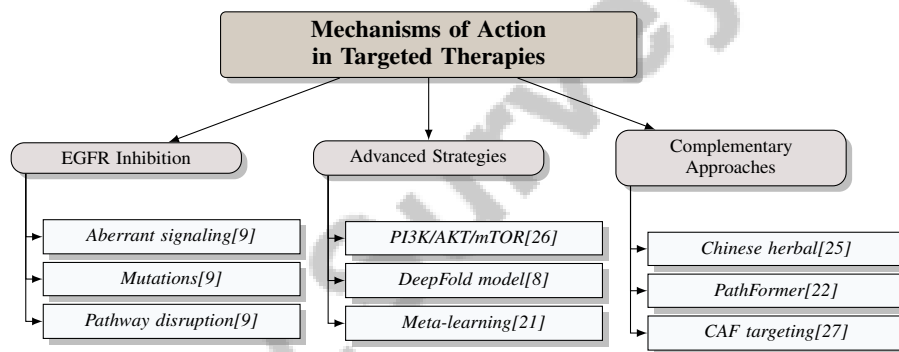 Mechanisms of Action
in Targeted Therapies
EGFR Inhibition
Aberrant signaling[9]
Mutations[9]
Pathway disruption[9]
Advanced Strategies
PI3K/AKT/mTOR[26]
DeepFold model[8]
Meta-learning[21]
Complementary
Approaches
Chinese herbal[25]
PathFormer[22]
CAF targeting[27]
survey